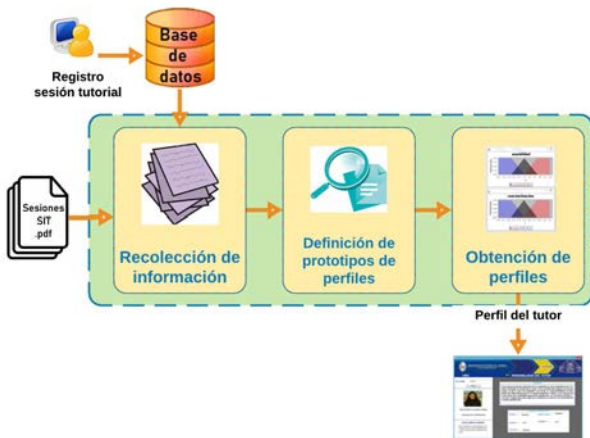 Base
de
datos
Registro
sesión tutorial
Sesiones
SIT
.pdf
Recolección de
información
Definición de
prototipos de
perfiles
Obtención de
perfiles
Perfil del tutor